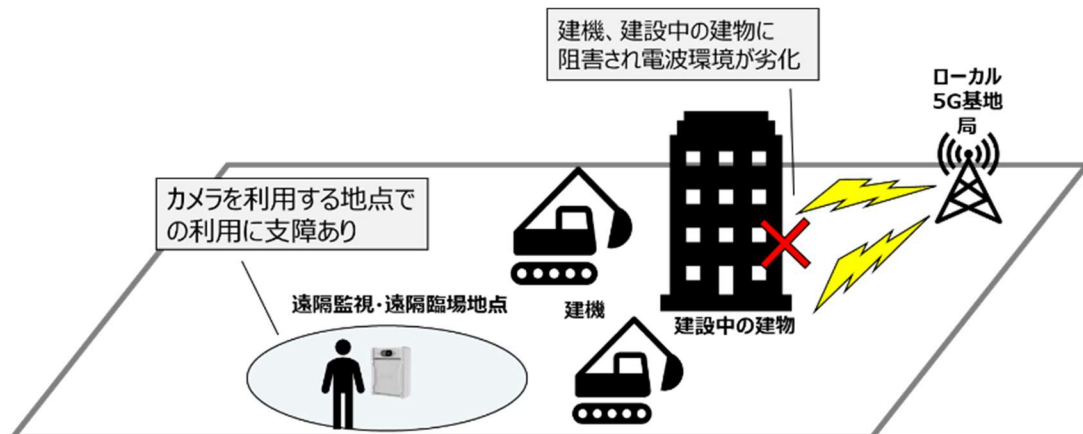 建機、建設中の建物に
阻害され電波環境が劣化
ローカル
5G基地
局
カメラを利用する地点で
の利用に支障あり
遠隔監視・遠隔臨場地点
建機
建設中の建物